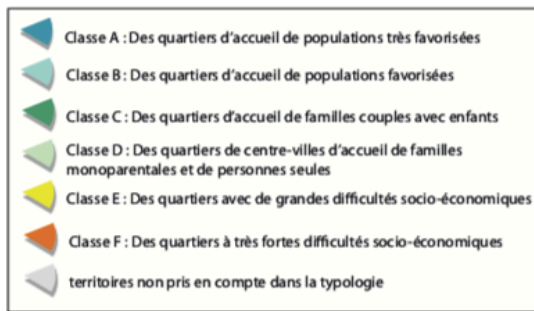 Classe A : Des quartiers d'accueil de populations très favorisées
Classe B : Des quartiers d'accueil de populations favorisées
Classe C : Des quartiers d'accueil de familles couples avec enfants
Classe D : Des quartiers de centre-villes d'accueil de familles
monoparentales et de personnes seules
Classe E : Des quartiers avec de grandes difficultés socio-économiques
Classe F : Des quartiers à très fortes difficultés socio-économiques
territoires non pris en compte dans la typologie